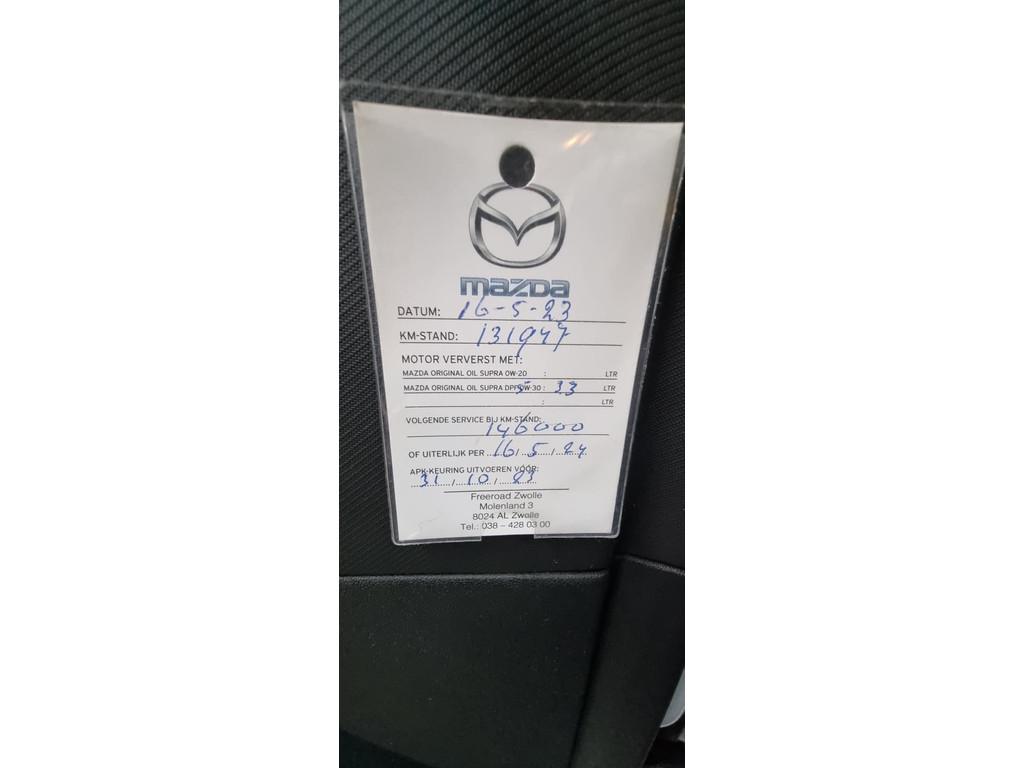 mazda
DATUM: 16-5-23
KM-STAND: 131947
MOTOR VERVERST MET:
MAZDA ORIGINAL OIL SUPRA 0W-20 : LTR
MAZDA ORIGINAL OIL SUPRA DPF 5W-30 : 3.3 LTR
: LTR
VOLGENDE SERVICE BIJ KM-STAND:
146000
OF UITERLIJK PER 16/5/24
APK-KEURING UITVOEREN VÓÓR:
31/10/23
Freeroad Zwolle
Molenland 3
8024 AL Zwolle
Tel.: 038 – 428 03 00